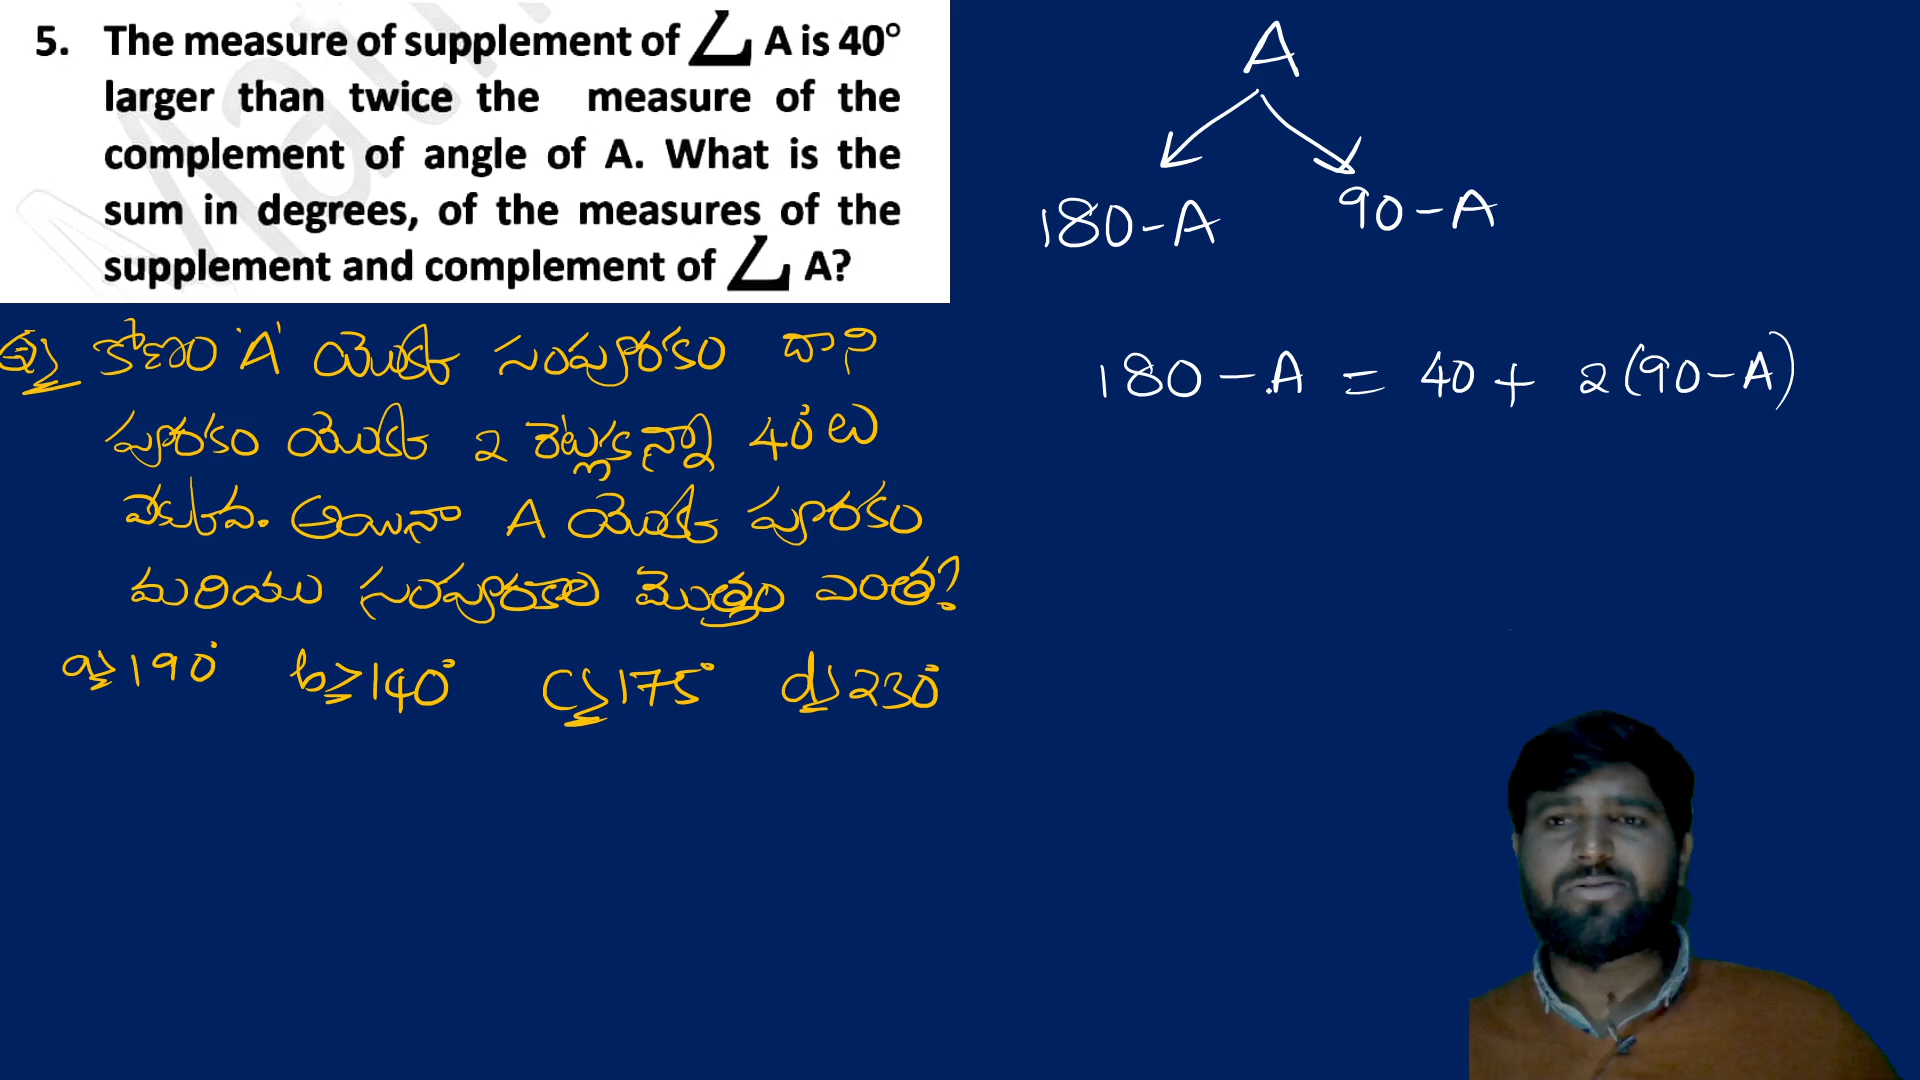 5. The measure of supplement of ∠ A is 40°
larger than twice the measure of the
complement of angle of A. What is the
sum in degrees, of the measures of the
supplement and complement of ∠ A?
కోణం 'A' యొక్క సంపూరకం దాని
పూరకం యొక్క 2 రెట్లకన్నా 40° లు
ఎక్కువ. అయినా A యొక్క పూరకం
మరియు సంపూరకాల మొత్తం ఎంత?
a) 190° b) 140° c) 175° d) 230°
A
180-A 90-A
180-A = 40 + 2(90-A)